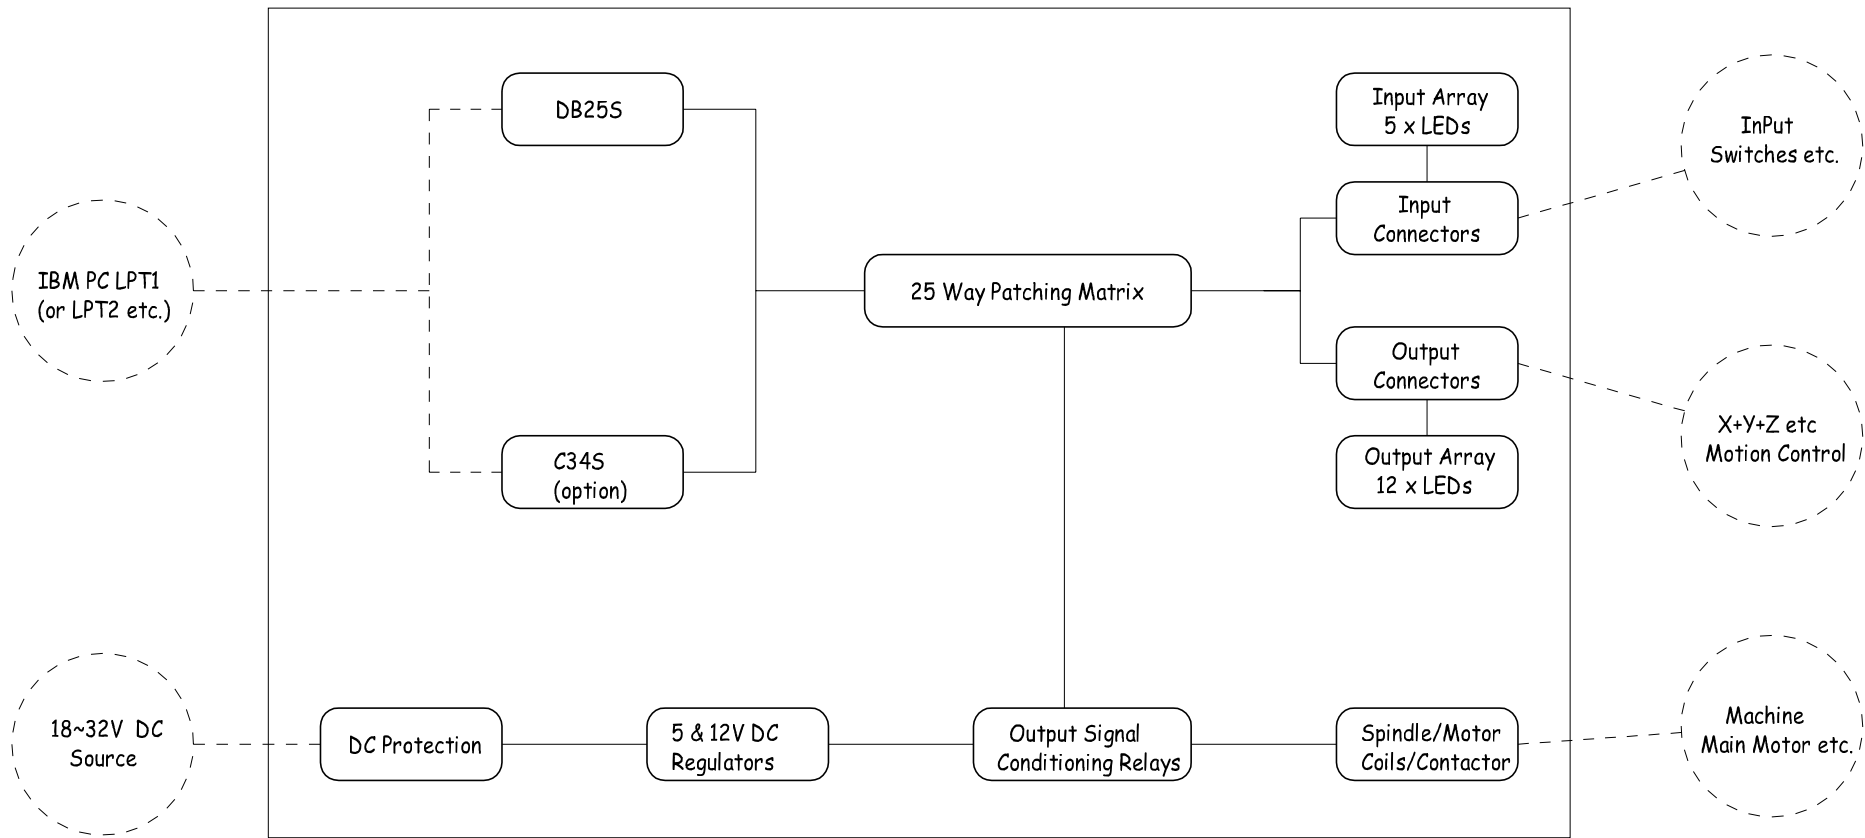 DB25S
Input Array
5 x LEDs
InPut
Switches etc.
Input
Connectors
IBM PC LPT1
(or LPT2 etc.)
25 Way Patching Matrix
Output
Connectors
X+Y+Z etc
Motion Control
C34S
(option)
Output Array
12 x LEDs
18~32V DC
Source
DC Protection
5 & 12V DC
Regulators
Output Signal
Conditioning Relays
Spindle/Motor
Coils/Contactor
Machine
Main Motor etc.